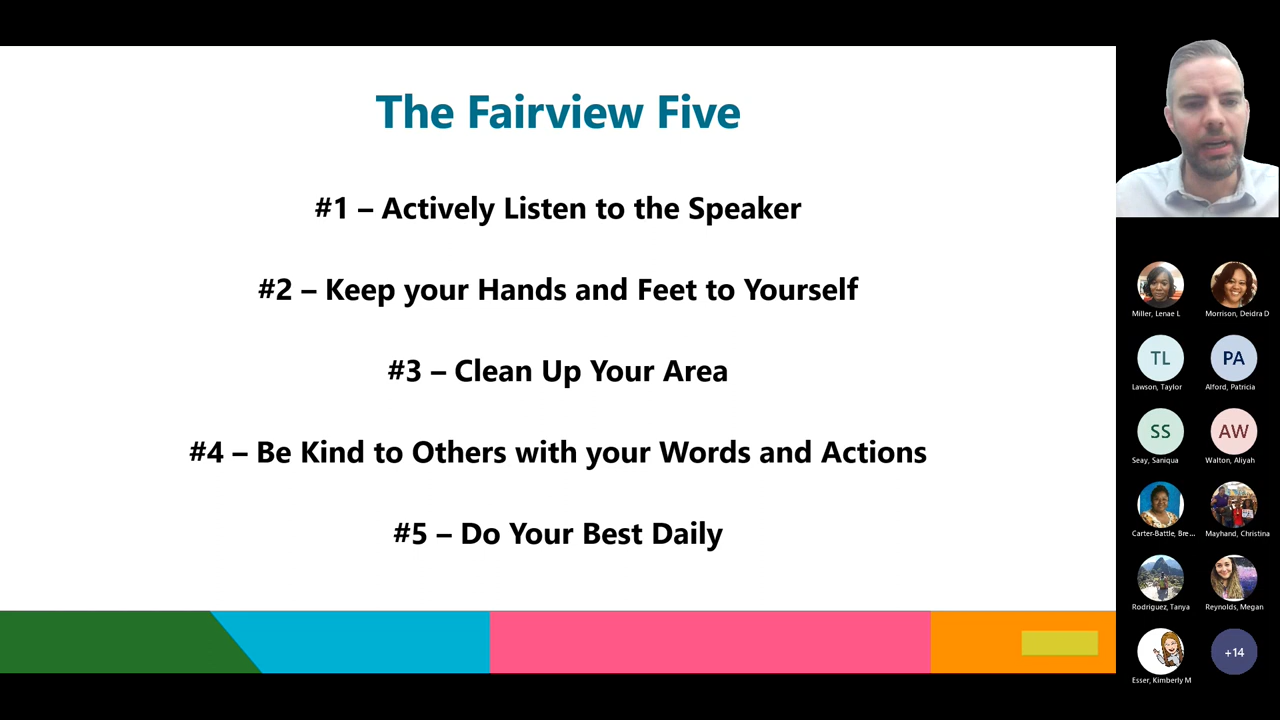 The Fairview Five
#1 – Actively Listen to the Speaker
#2 – Keep your Hands and Feet to Yourself
#3 – Clean Up Your Area
#4 – Be Kind to Others with your Words and Actions
#5 – Do Your Best Daily
Miller, Lenae L
Morrison, Deidra D
TL
PA
Lawson, Taylor
Alford, Patricia
SS
AW
Seay, Saniqua
Walton, Aliyah
Carter-Battle, Bre...
Mayhand, Christina
Rodriguez, Tanya
Reynolds, Megan
+14
Esser, Kimberly M